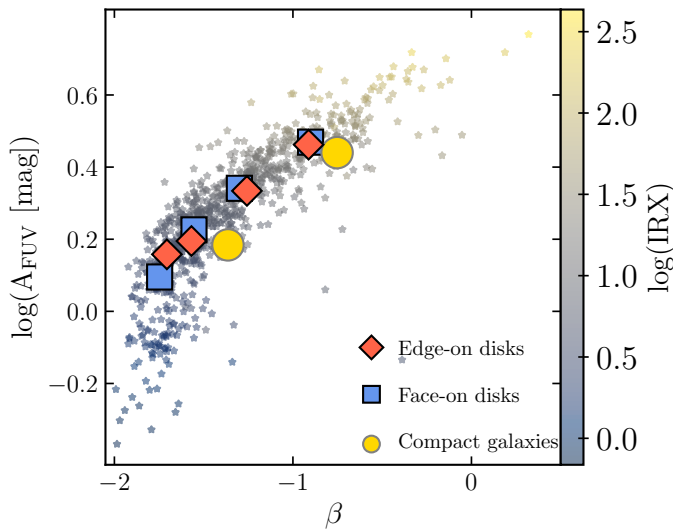 2.5
2.0
1.5
1.0
0.5
0.0
log(IRX)
0.6
0.4
0.2
0.0
−0.2
log(A_FUV [mag])
Edge-on disks
Face-on disks
Compact galaxies
−2
−1
0
β